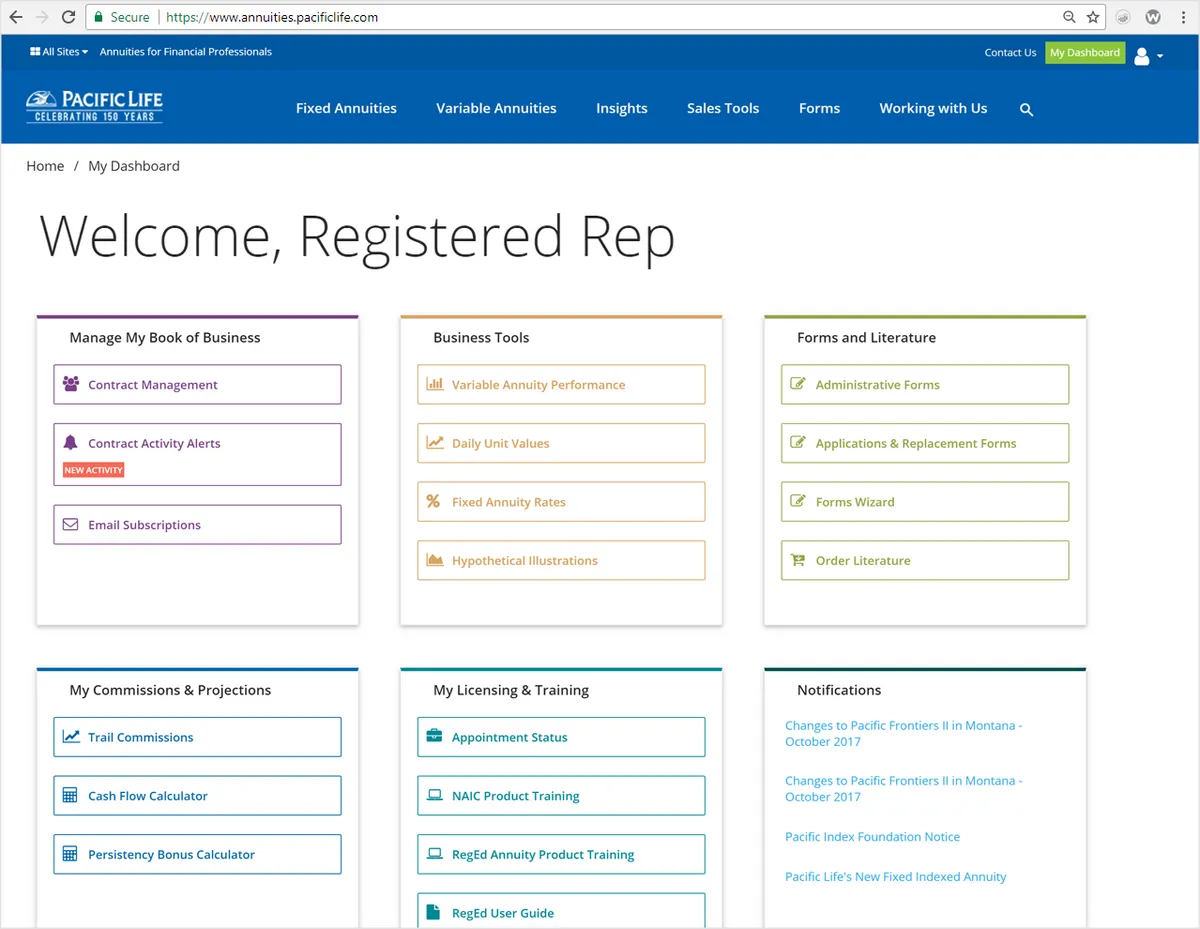 Secure https://www.annuities.pacificlife.com
W
All Sites Annuities for Financial Professionals Contact Us My Dashboard
PACIFIC LIFE
CELEBRATING 150 YEARS
Fixed Annuities Variable Annuities Insights Sales Tools Forms Working with Us
Home / My Dashboard
Welcome, Registered Rep
Manage My Book of Business
Contract Management
Contract Activity Alerts
NEW ACTIVITY
Email Subscriptions
Business Tools
Variable Annuity Performance
Daily Unit Values
Fixed Annuity Rates
Hypothetical Illustrations
Forms and Literature
Administrative Forms
Applications & Replacement Forms
Forms Wizard
Order Literature
My Commissions & Projections
Trail Commissions
Cash Flow Calculator
Persistency Bonus Calculator
My Licensing & Training
Appointment Status
NAIC Product Training
RegEd Annuity Product Training
RegEd User Guide
Notifications
Changes to Pacific Frontiers II in Montana -
October 2017
Changes to Pacific Frontiers II in Montana -
October 2017
Pacific Index Foundation Notice
Pacific Life's New Fixed Indexed Annuity